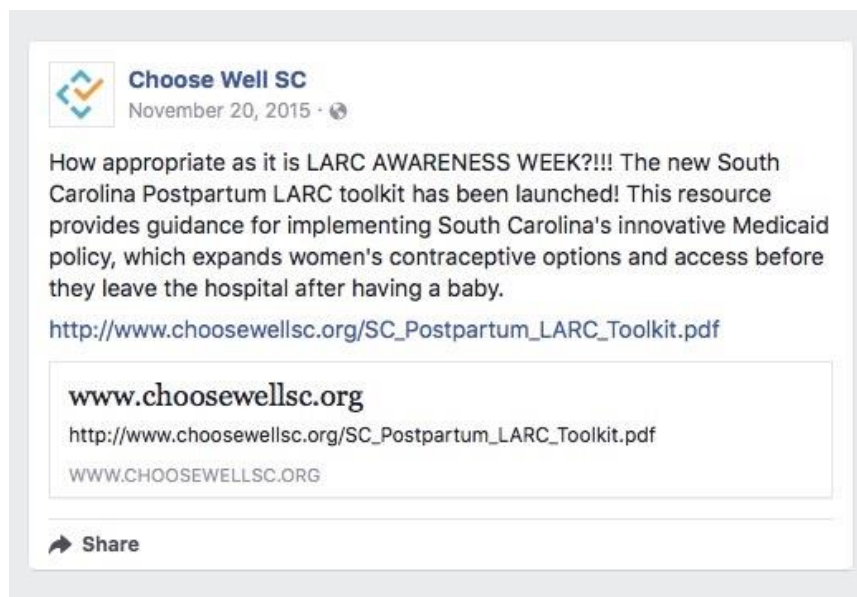 Choose Well SC
November 20, 2015 ·
How appropriate as it is LARC AWARENESS WEEK?!!! The new South
Carolina Postpartum LARC toolkit has been launched! This resource
provides guidance for implementing South Carolina's innovative Medicaid
policy, which expands women's contraceptive options and access before
they leave the hospital after having a baby.
http://www.choosewellsc.org/SC_Postpartum_LARC_Toolkit.pdf
www.choosewellsc.org
http://www.choosewellsc.org/SC_Postpartum_LARC_Toolkit.pdf
WWW.CHOOSEWELLSC.ORG
Share